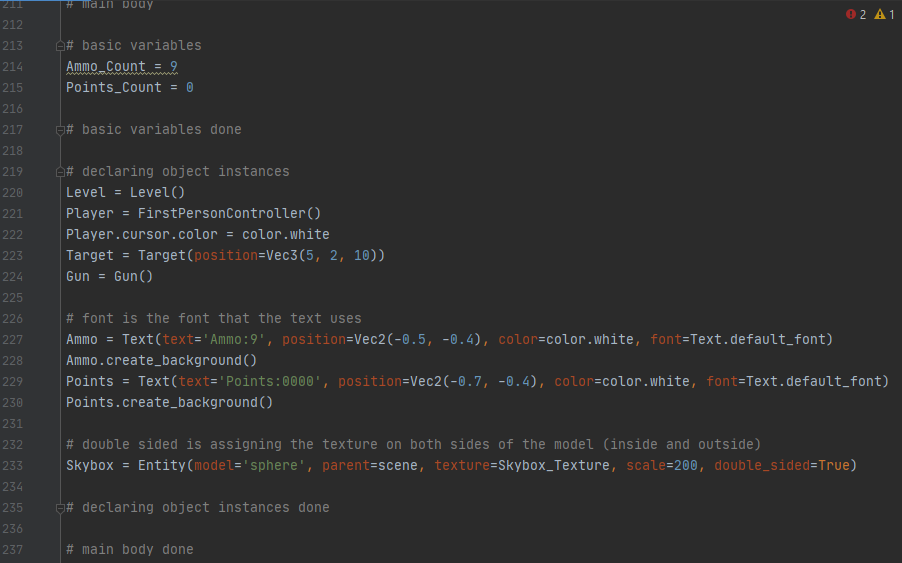 211 # main body
2 1
212
213 # basic variables
214 Ammo_Count = 9
215 Points_Count = 0
216
217 # basic variables done
218
219 # declaring object instances
220 Level = Level()
221 Player = FirstPersonController()
222 Player.cursor.color = color.white
223 Target = Target(position=Vec3(5, 2, 10))
224 Gun = Gun()
225
226 # font is the font that the text uses
227 Ammo = Text(text='Ammo:9', position=Vec2(-0.5, -0.4), color=color.white, font=Text.default_font)
228 Ammo.create_background()
229 Points = Text(text='Points:0000', position=Vec2(-0.7, -0.4), color=color.white, font=Text.default_font)
230 Points.create_background()
231
232 # double sided is assigning the texture on both sides of the model (inside and outside)
233 Skybox = Entity(model='sphere', parent=scene, texture=Skybox_Texture, scale=200, double_sided=True)
234
235 # declaring object instances done
236
237 # main body done